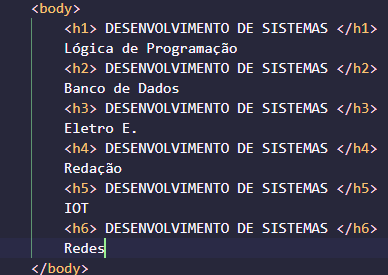 <body>
<h1> DESENVOLVIMENTO DE SISTEMAS </h1>
Lógica de Programação
<h2> DESENVOLVIMENTO DE SISTEMAS </h2>
Banco de Dados
<h3> DESENVOLVIMENTO DE SISTEMAS </h3>
Eletro E.
<h4> DESENVOLVIMENTO DE SISTEMAS </h4>
Redação
<h5> DESENVOLVIMENTO DE SISTEMAS </h5>
IOT
<h6> DESENVOLVIMENTO DE SISTEMAS </h6>
Redes
</body>